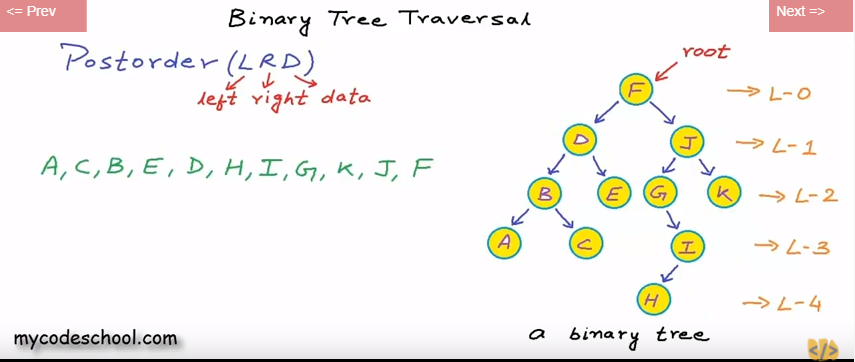 <= Prev
Next =>
Binary Tree Traversal
Postorder (LRD)
left right data
A, C, B, E, D, H, I, G, K, J, F
root
F
L-0
D J
L-1
B E G K
L-2
A C I
L-3
H
L-4
a binary tree
mycodeschool.com
</>